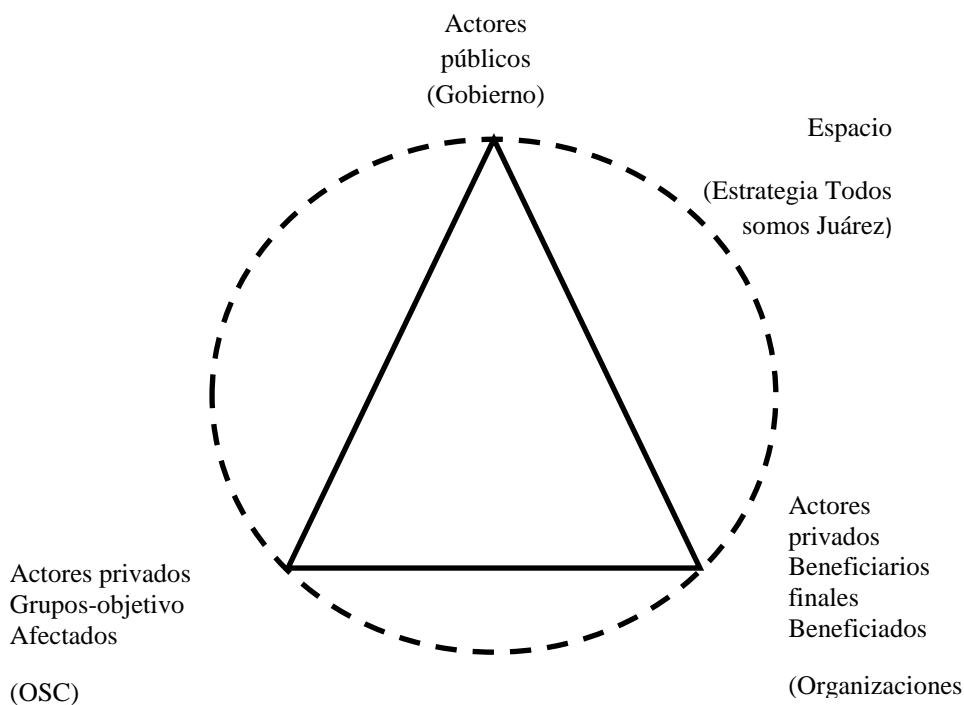 Actores
públicos
(Gobierno)
Espacio
(Estrategia Todos
somos Juárez)
Actores privados
Grupos-objetivo
Afectados
(OSC)
Actores
privados
Beneficiarios
finales
Beneficiados
(Organizaciones